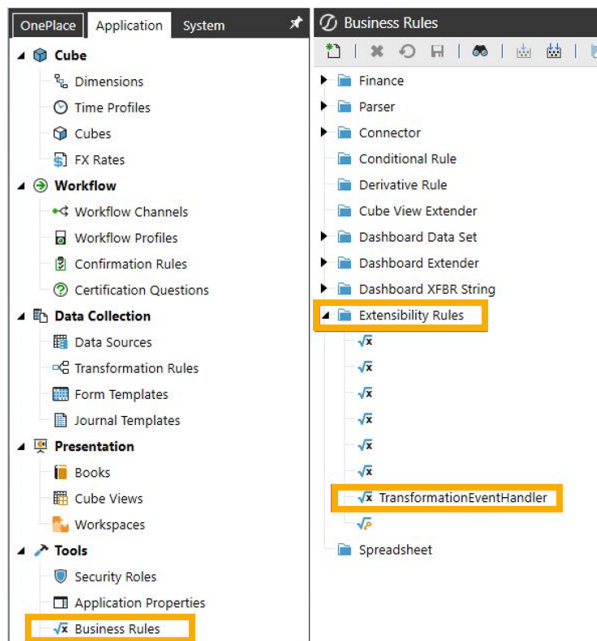 OnePlace Application System
Cube
Dimensions
Time Profiles
Cubes
FX Rates
Workflow
Workflow Channels
Workflow Profiles
Confirmation Rules
Certification Questions
Data Collection
Data Sources
Transformation Rules
Form Templates
Journal Templates
Presentation
Books
Cube Views
Workspaces
Tools
Security Roles
Application Properties
Business Rules
Business Rules
Finance
Parser
Connector
Conditional Rule
Derivative Rule
Cube View Extender
Dashboard Data Set
Dashboard Extender
Dashboard XFBR String
Extensibility Rules
TransformationEventHandler
Spreadsheet